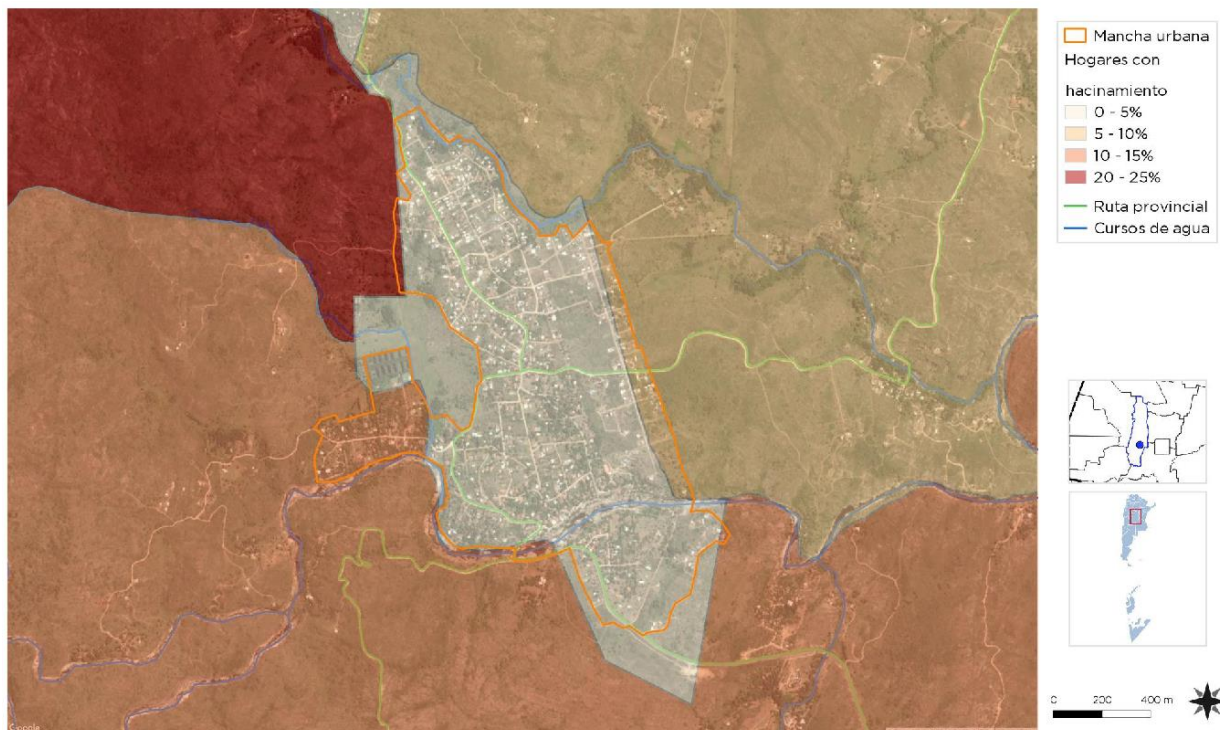 Mancha urbana
Hogares con
hacinamiento
0 - 5%
5 - 10%
10 - 15%
20 - 25%
Ruta provincial
Cursos de agua
0 200 400 m
Google